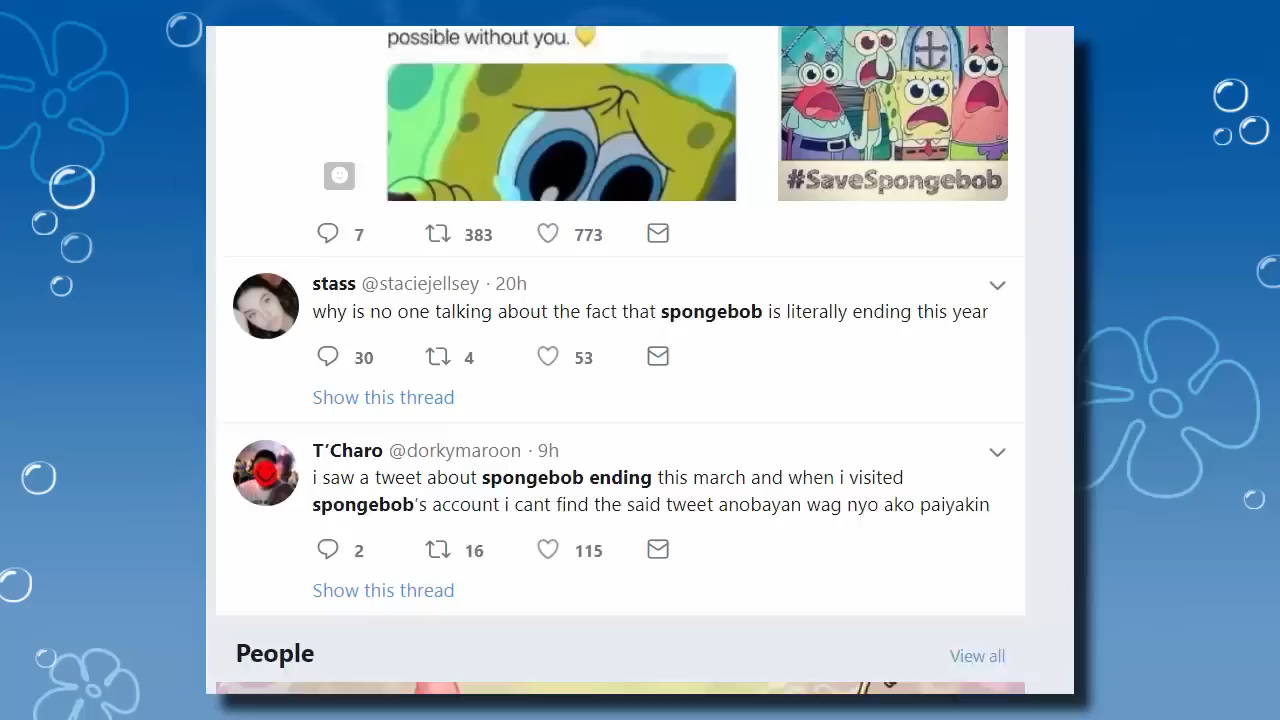 possible without you. 💛
#SaveSpongebob
7 383 773
stass @staciejellsey · 20h
why is no one talking about the fact that spongebob is literally ending this year
30 4 53
Show this thread
T'Charo @dorkymaroon · 9h
i saw a tweet about spongebob ending this march and when i visited
spongebob's account i cant find the said tweet anobayan wag nyo ako paiyakin
2 16 115
Show this thread
People View all